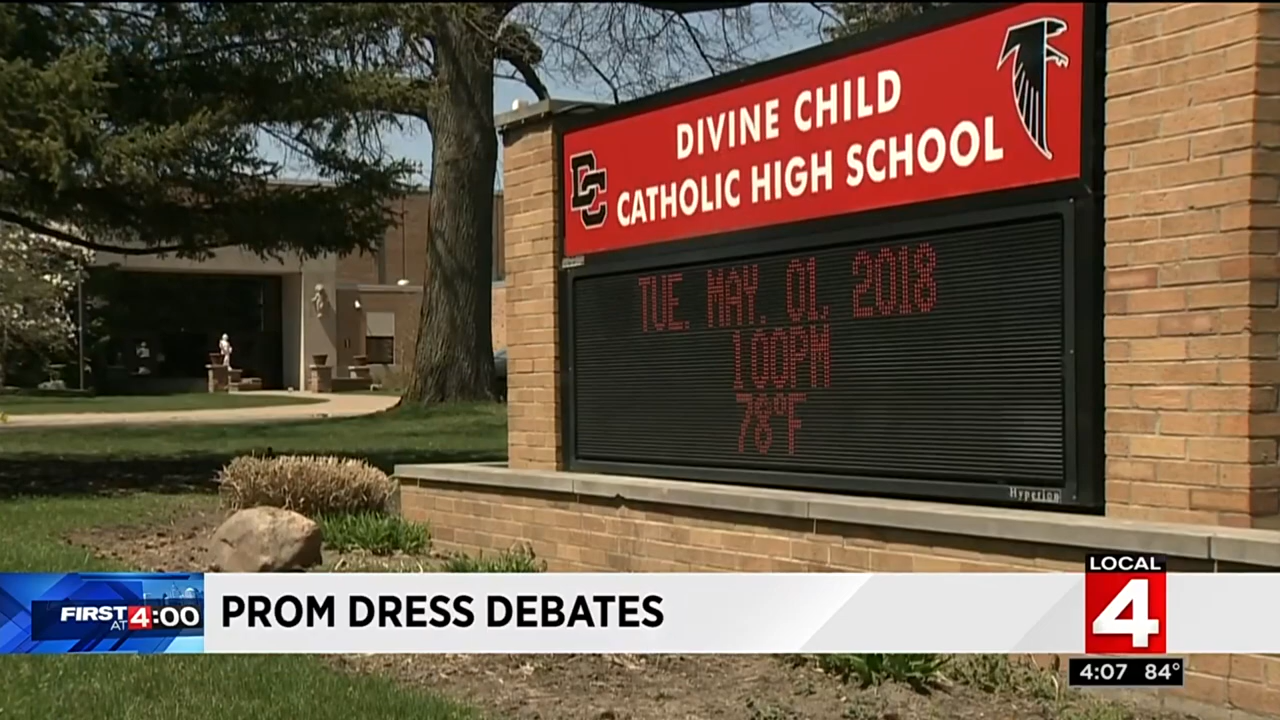 DIVINE CHILD
DC
CATHOLIC HIGH SCHOOL
TUE. MAY. 01. 2018
1:00PM
78°F
Hyperion
LOCAL
4
FIRST
AT 4:00
PROM DRESS DEBATES
4:07 84°